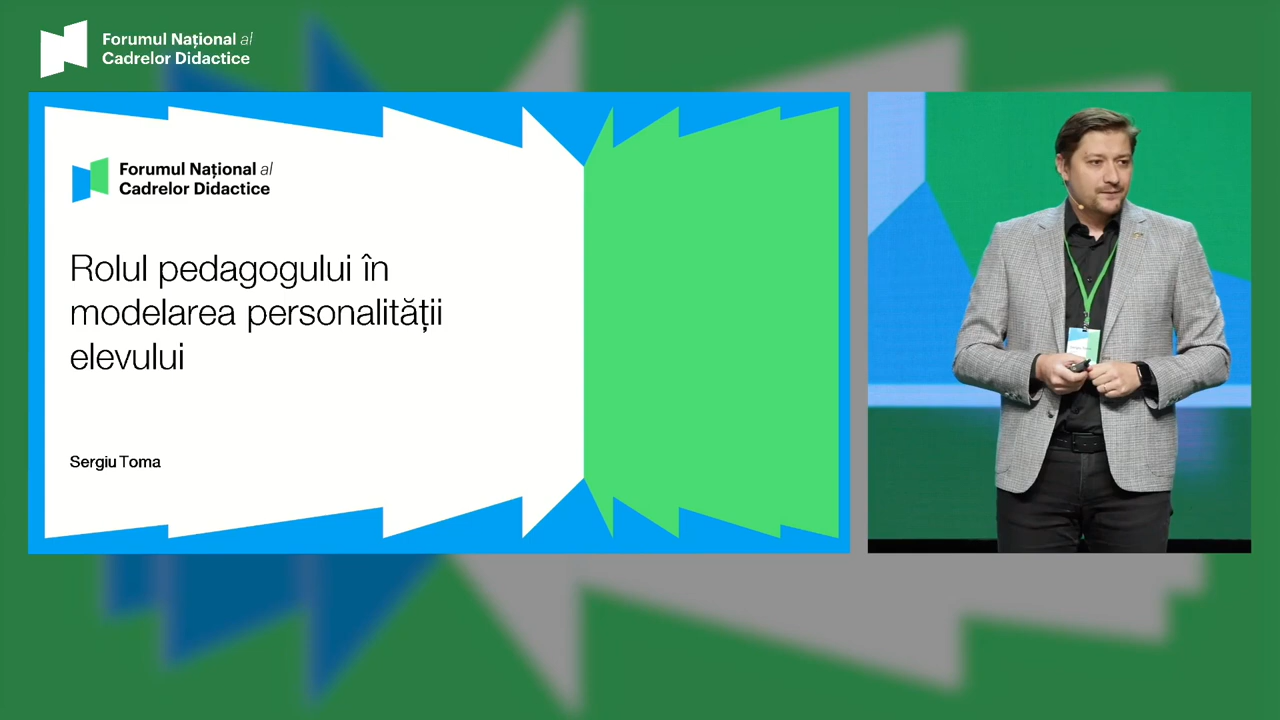 Forumul Național al
Cadrelor Didactice
Forumul Național al
Cadrelor Didactice
Rolul pedagogului în
modelarea personalității
elevului
Sergiu Toma